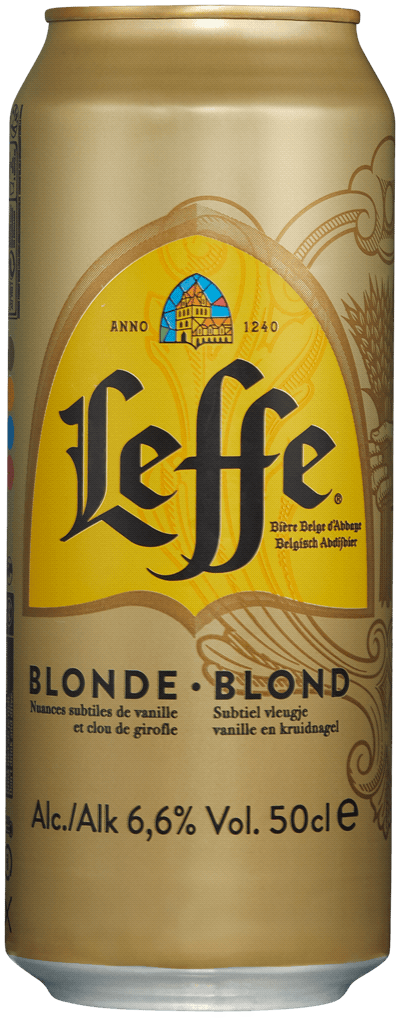 ANNO 1240
Leffe®
Bière Belge d'Abbaye
Belgisch Abdijbier
BLONDE · BLOND
Nuances subtiles de vanille
et clou de girofle
Subtiel vleugje
vanille en kruidnagel
Alc./Alk 6,6% Vol. 50cl e